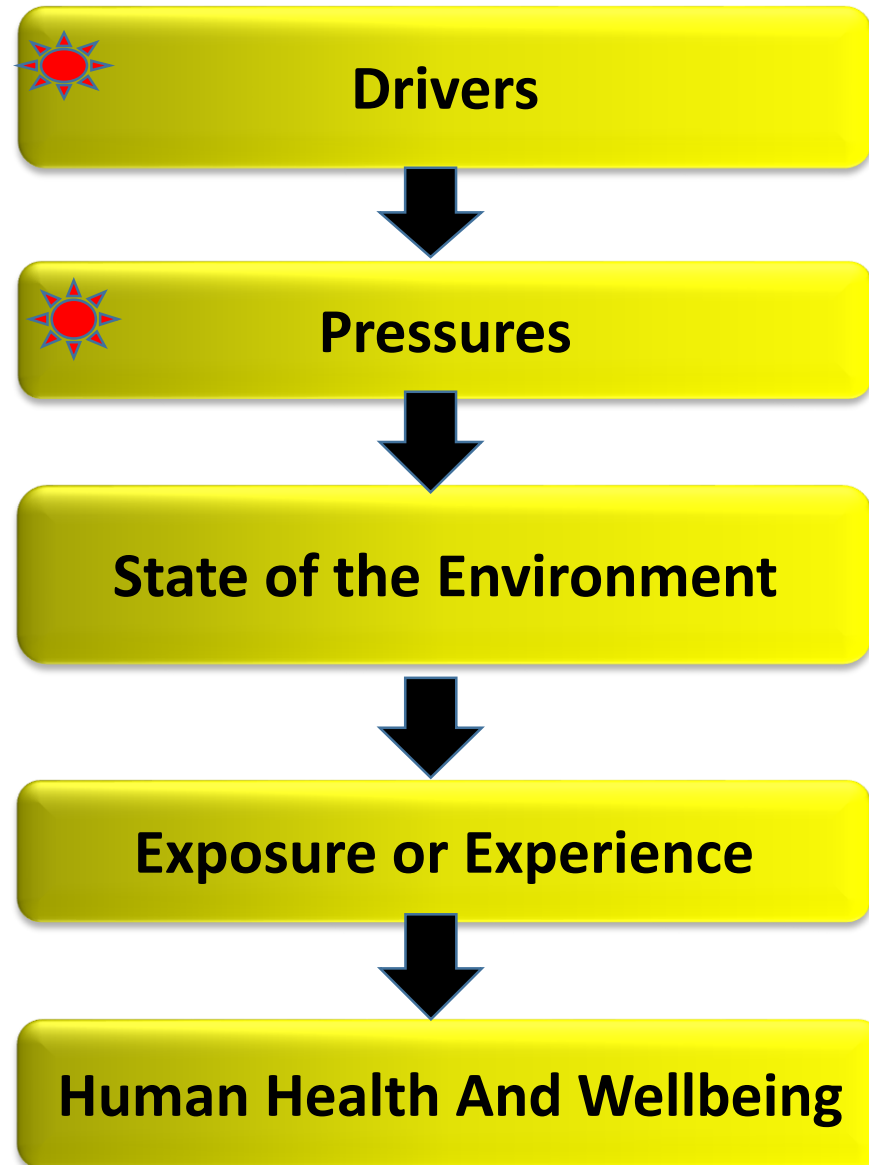 Drivers
Pressures
State of the Environment
Exposure or Experience
Human Health And Wellbeing